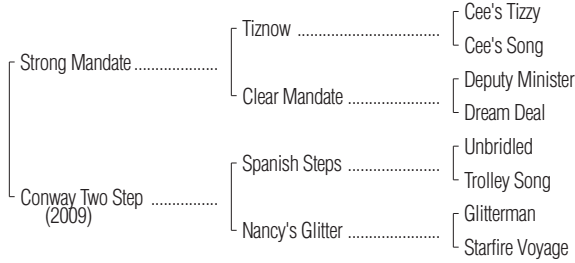 Cee's Tizzy
Tiznow ..............................
Cee's Song
Strong Mandate .................
Deputy Minister
Clear Mandate ....................
Dream Deal
Unbridled
Spanish Steps ....................
Trolley Song
Conway Two Step .............
(2009)
Glitterman
Nancy's Glitter ....................
Starfire Voyage